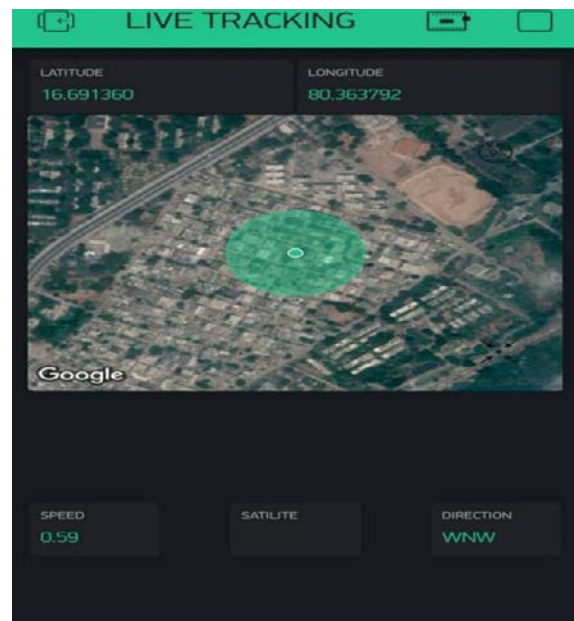 LIVE TRACKING
LATITUDE
16.691360
LONGITUDE
80.363792
Google
SPEED
0.59
SATILITE
DIRECTION
WNW